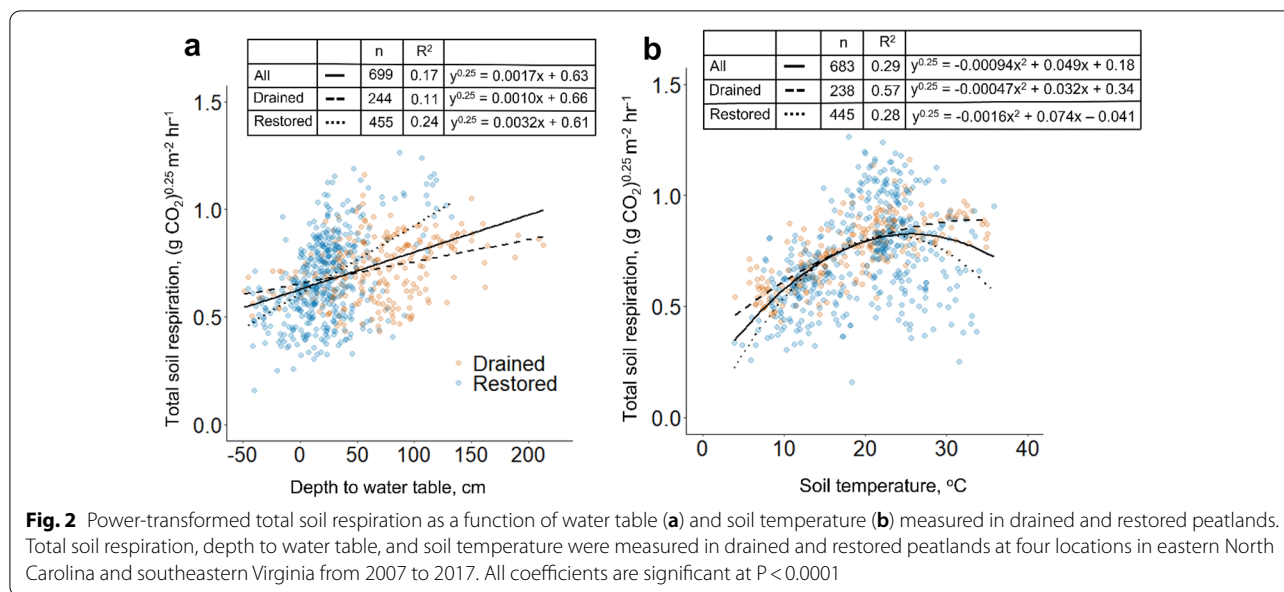 a
n R²
All 699 0.17 y^0.25 = 0.0017x + 0.63
Drained 244 0.11 y^0.25 = 0.0010x + 0.66
Restored 455 0.24 y^0.25 = 0.0032x + 0.61
Total soil respiration, (g CO₂)^0.25 m⁻² hr⁻¹
1.5
1.0
0.5
0.0
Drained
Restored
-50 0 50 100 150 200
Depth to water table, cm
b
n R²
All 683 0.29 y^0.25 = -0.00094x² + 0.049x + 0.18
Drained 238 0.57 y^0.25 = -0.00047x² + 0.032x + 0.34
Restored 445 0.28 y^0.25 = -0.0016x² + 0.074x – 0.041
Total soil respiration, (g CO₂)^0.25 m⁻² hr⁻¹
1.5
1.0
0.5
0.0
0 10 20 30 40
Soil temperature, °C
Fig. 2 Power-transformed total soil respiration as a function of water table (a) and soil temperature (b) measured in drained and restored peatlands.
Total soil respiration, depth to water table, and soil temperature were measured in drained and restored peatlands at four locations in eastern North
Carolina and southeastern Virginia from 2007 to 2017. All coefficients are significant at P < 0.0001